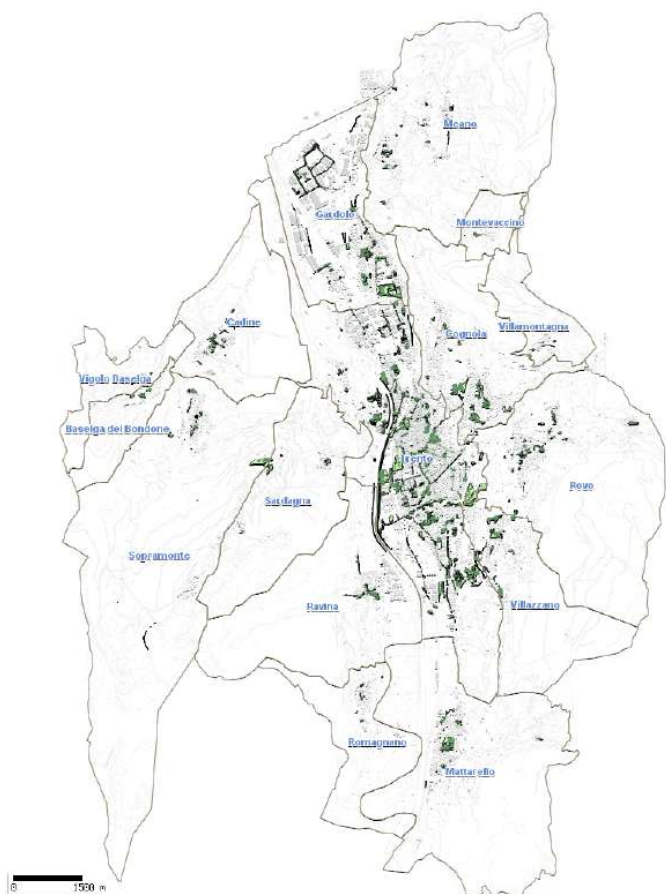 Meano
Gardolo
Montevaccino
Cadine
Cognola
Villamontagna
Vigolo Baselga
Baselga del Bondone
Trento
Sardagna
Povo
Sopramonte
Ravina
Villazzano
Romagnano
Mattarello
0 1500 m